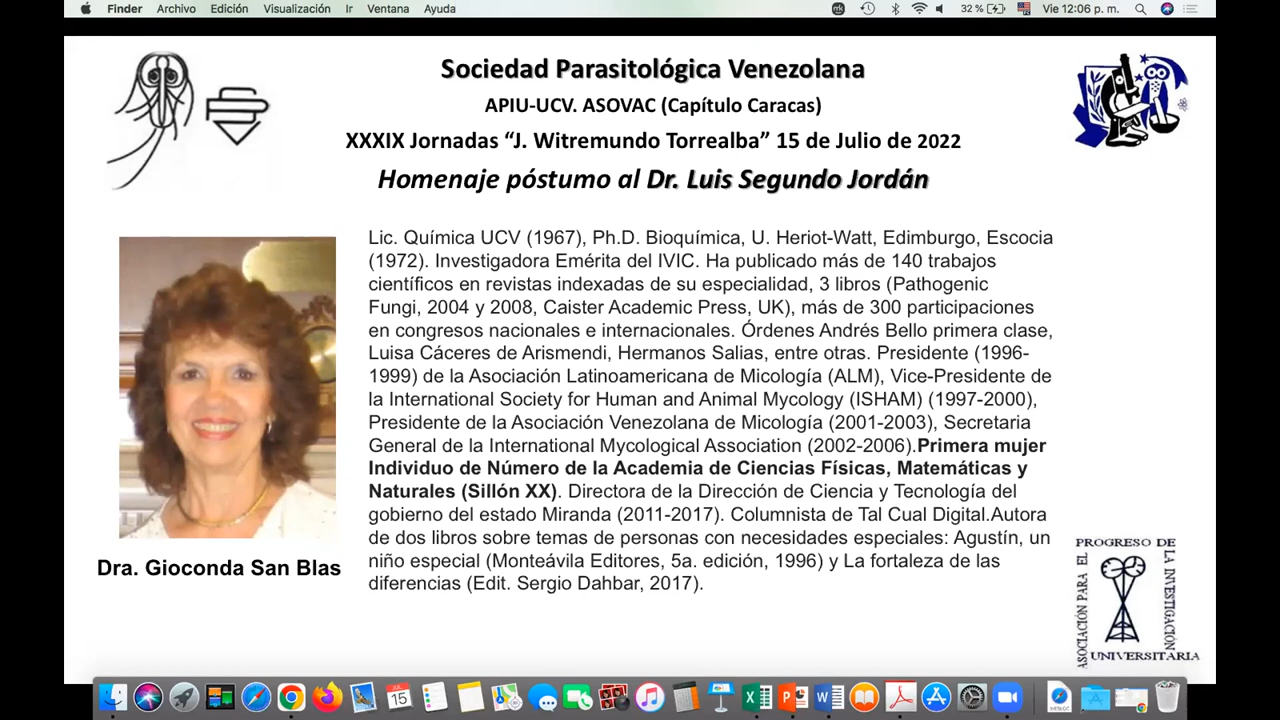 Finder Archivo Edición Visualización Ir Ventana Ayuda
32 % Vie 12:06 p. m.
Sociedad Parasitológica Venezolana
APIU-UCV. ASOVAC (Capítulo Caracas)
XXXIX Jornadas “J. Witremundo Torrealba” 15 de Julio de 2022
Homenaje póstumo al Dr. Luis Segundo Jordán
Lic. Química UCV (1967), Ph.D. Bioquímica, U. Heriot-Watt, Edimburgo, Escocia
(1972). Investigadora Emérita del IVIC. Ha publicado más de 140 trabajos
científicos en revistas indexadas de su especialidad, 3 libros (Pathogenic
Fungi, 2004 y 2008, Caister Academic Press, UK), más de 300 participaciones
en congresos nacionales e internacionales. Órdenes Andrés Bello primera clase,
Luisa Cáceres de Arismendi, Hermanos Salias, entre otras. Presidente (1996-
1999) de la Asociación Latinoamericana de Micología (ALM), Vice-Presidente de
la International Society for Human and Animal Mycology (ISHAM) (1997-2000),
Presidente de la Asociación Venezolana de Micología (2001-2003), Secretaria
General de la International Mycological Association (2002-2006).Primera mujer
Individuo de Número de la Academia de Ciencias Físicas, Matemáticas y
Naturales (Sillón XX). Directora de la Dirección de Ciencia y Tecnología del
gobierno del estado Miranda (2011-2017). Columnista de Tal Cual Digital.Autora
de dos libros sobre temas de personas con necesidades especiales: Agustín, un
niño especial (Monteávila Editores, 5a. edición, 1996) y La fortaleza de las
diferencias (Edit. Sergio Dahbar, 2017).
Dra. Gioconda San Blas
ASOCIACIÓN PARA EL
PROGRESO DE
LA INVESTIGACIÓN
UNIVERSITARIA
JUL
15